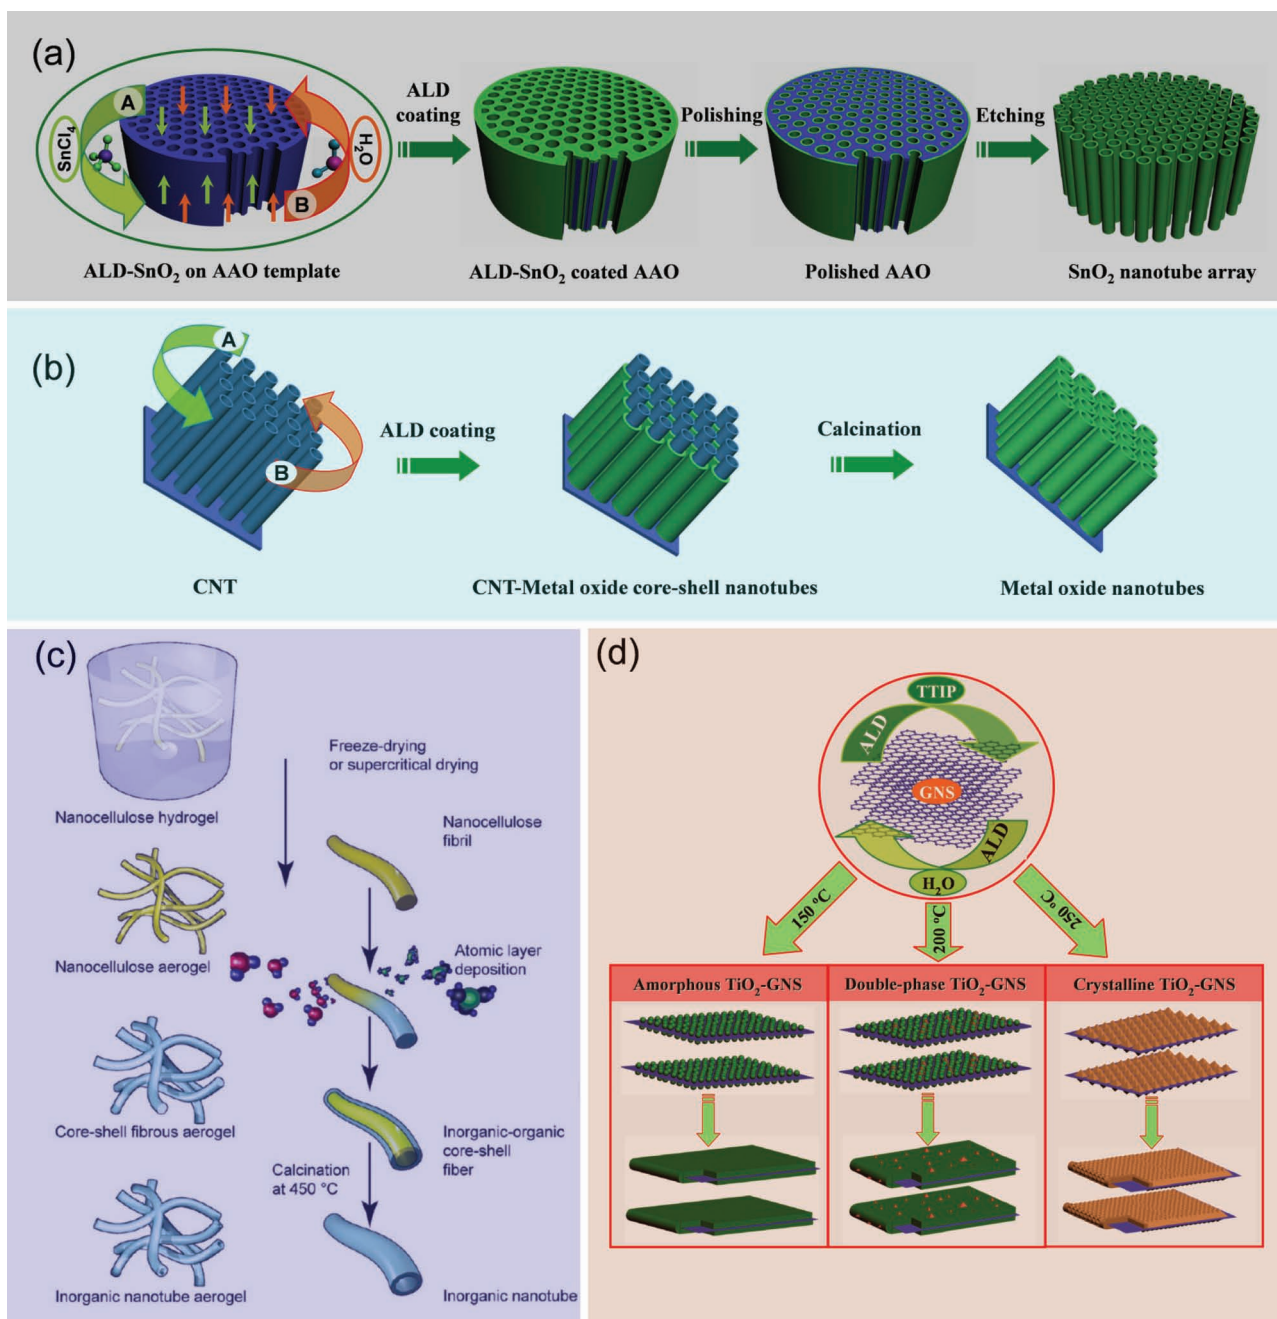 (a)
SnCl₄
A
H₂O
B
ALD
coating
Polishing
Etching
ALD-SnO₂ on AAO template
ALD-SnO₂ coated AAO
Polished AAO
SnO₂ nanotube array
(b)
A
B
ALD coating
Calcination
CNT
CNT-Metal oxide core-shell nanotubes
Metal oxide nanotubes
(c)
Freeze-drying
or supercritical drying
Nanocellulose hydrogel
Nanocellulose
fibril
Nanocellulose aerogel
Atomic layer
deposition
Core-shell fibrous aerogel
Inorganic-organic
core-shell
fiber
Calcination
at 450 °C
Inorganic nanotube aerogel
Inorganic nanotube
(d)
TTIP
ALD
GNS
ALD
H₂O
150 °C
200 °C
250 °C
Amorphous TiO₂-GNS
Double-phase TiO₂-GNS
Crystalline TiO₂-GNS